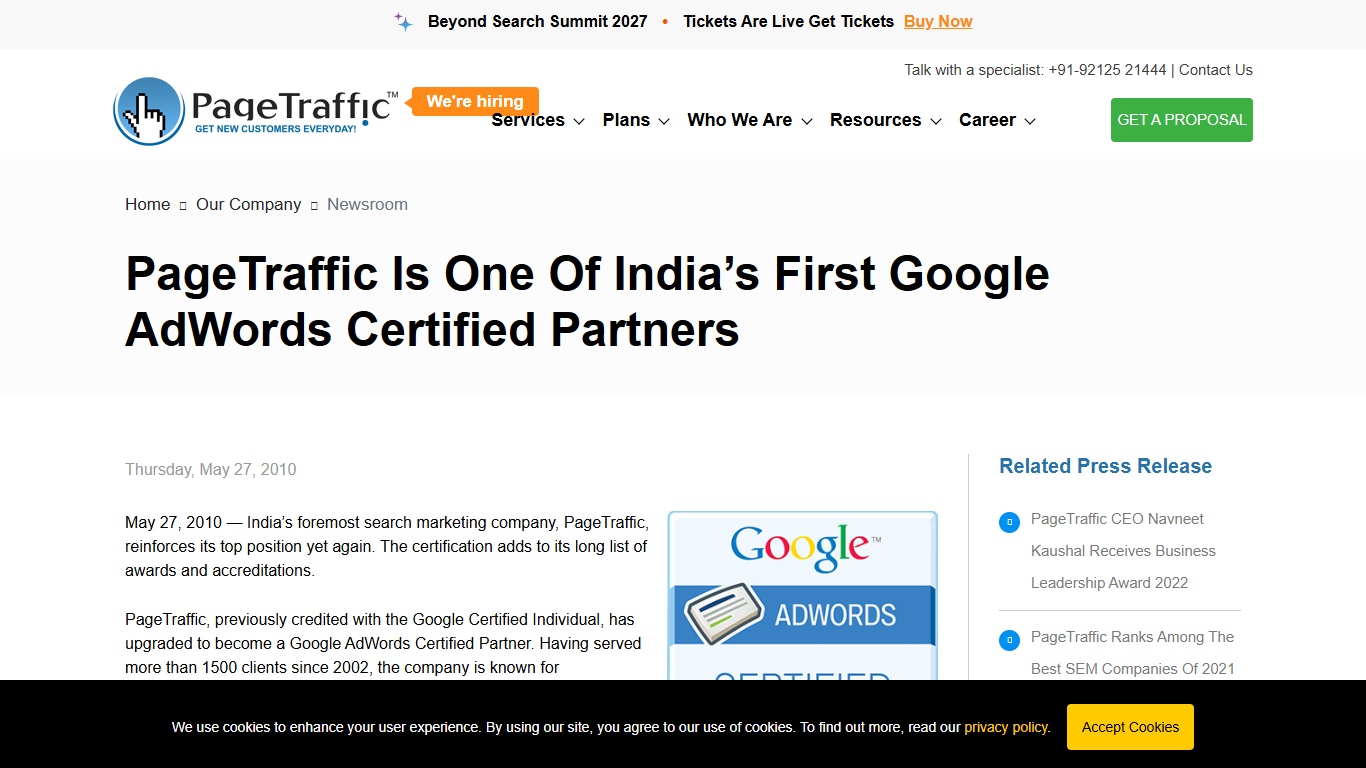 Beyond Search Summit 2027 • Tickets Are Live Get Tickets Buy Now
Talk with a specialist: +91-92125 21444 | Contact Us
PageTraffic™
GET NEW CUSTOMERS EVERYDAY!
We're hiring
Services Plans Who We Are Resources Career
GET A PROPOSAL
Home Our Company Newsroom
PageTraffic Is One Of India’s First Google
AdWords Certified Partners
Thursday, May 27, 2010
May 27, 2010 — India’s foremost search marketing company, PageTraffic,
reinforces its top position yet again. The certification adds to its long list of
awards and accreditations.
PageTraffic, previously credited with the Google Certified Individual, has
upgraded to become a Google AdWords Certified Partner. Having served
more than 1500 clients since 2002, the company is known for
Google™
ADWORDS
CERTIFIED
Related Press Release
PageTraffic CEO Navneet
Kaushal Receives Business
Leadership Award 2022
PageTraffic Ranks Among The
Best SEM Companies Of 2021
We use cookies to enhance your user experience. By using our site, you agree to our use of cookies. To find out more, read our privacy policy.
Accept Cookies